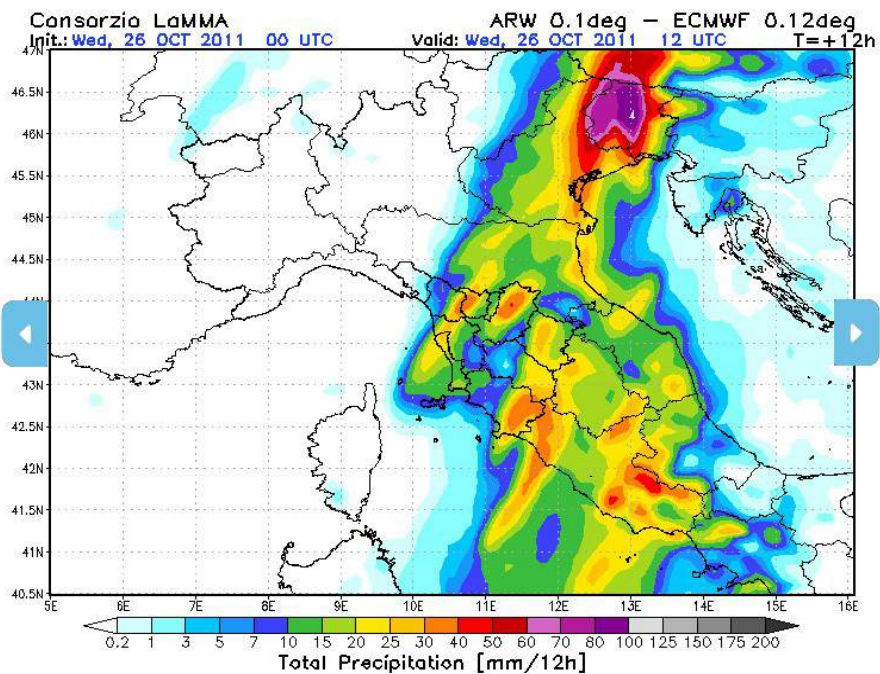 Consorzio LaMMA
ARW 0.1deg – ECMWF 0.12deg
Init.: Wed, 26 OCT 2011 00 UTC
Valid: Wed, 26 OCT 2011 12 UTC
T=+12h
47N
46.5N
46N
45.5N
45N
44.5N
43N
42.5N
42N
41.5N
41N
40.5N
5E 6E 7E 8E 9E 10E 11E 12E 13E 14E 15E 16E
0.2 1 3 5 7 10 15 20 25 30 40 50 60 70 80 100 125 150 175 200
Total Precipitation [mm/12h]